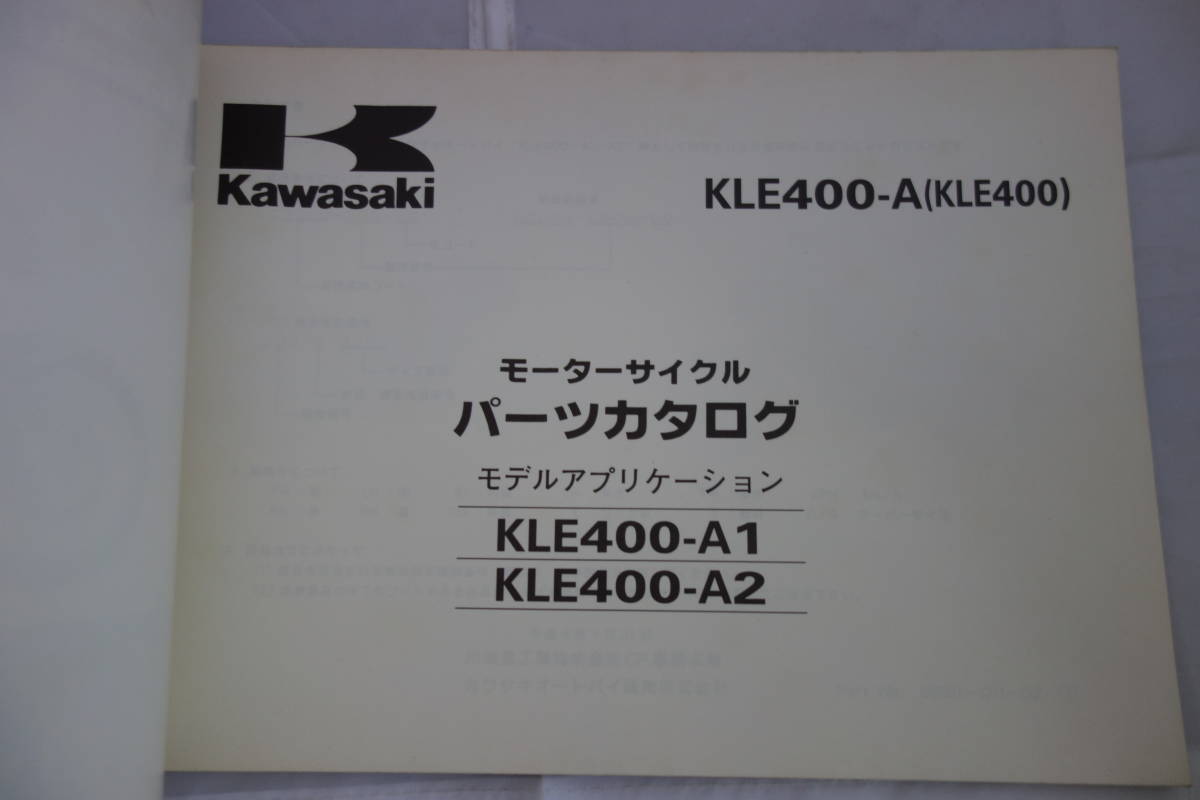 Kawasaki
KLE400-A(KLE400)
モーターサイクル
パーツカタログ
モデルアプリケーション
KLE400-A1
KLE400-A2